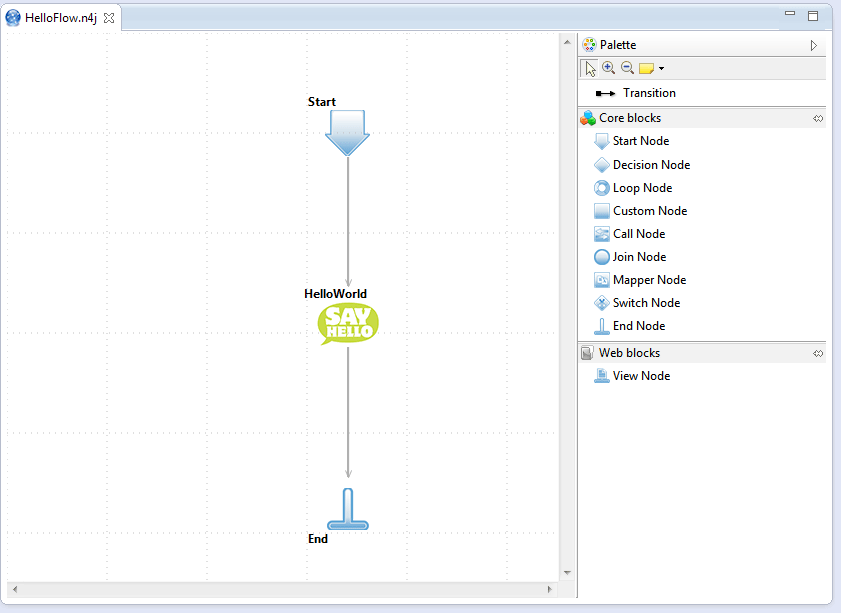 HelloFlow.n4j
Palette
Transition
Core blocks
Start Node
Decision Node
Loop Node
Custom Node
Call Node
Join Node
Mapper Node
Switch Node
End Node
Web blocks
View Node
Start
HelloWorld
SAY
HELLO
End